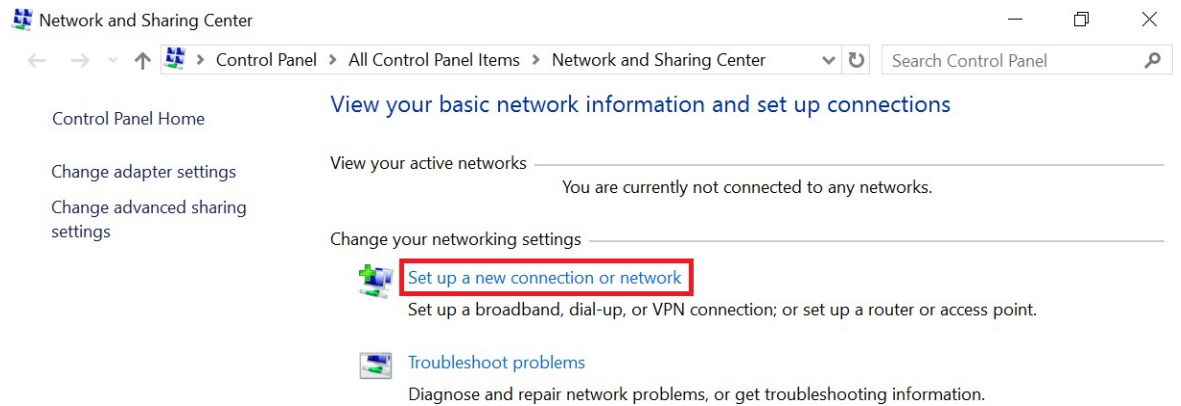 Network and Sharing Center
Control Panel > All Control Panel Items > Network and Sharing Center
Search Control Panel
Control Panel Home
Change adapter settings
Change advanced sharing
settings
View your basic network information and set up connections
View your active networks
You are currently not connected to any networks.
Change your networking settings
Set up a new connection or network
Set up a broadband, dial-up, or VPN connection; or set up a router or access point.
Troubleshoot problems
Diagnose and repair network problems, or get troubleshooting information.